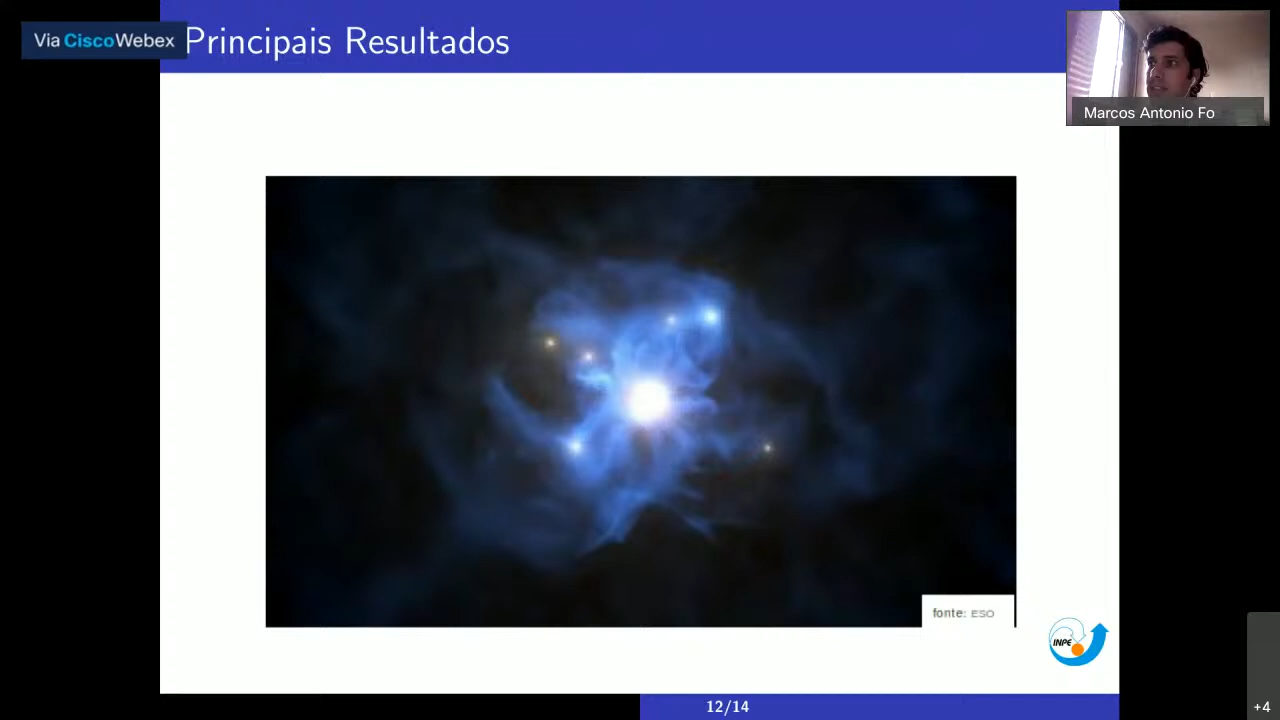 Via CiscoWebex
Principais Resultados
Marcos Antonio Fo
fonte: ESO
INPE
12/14
+4